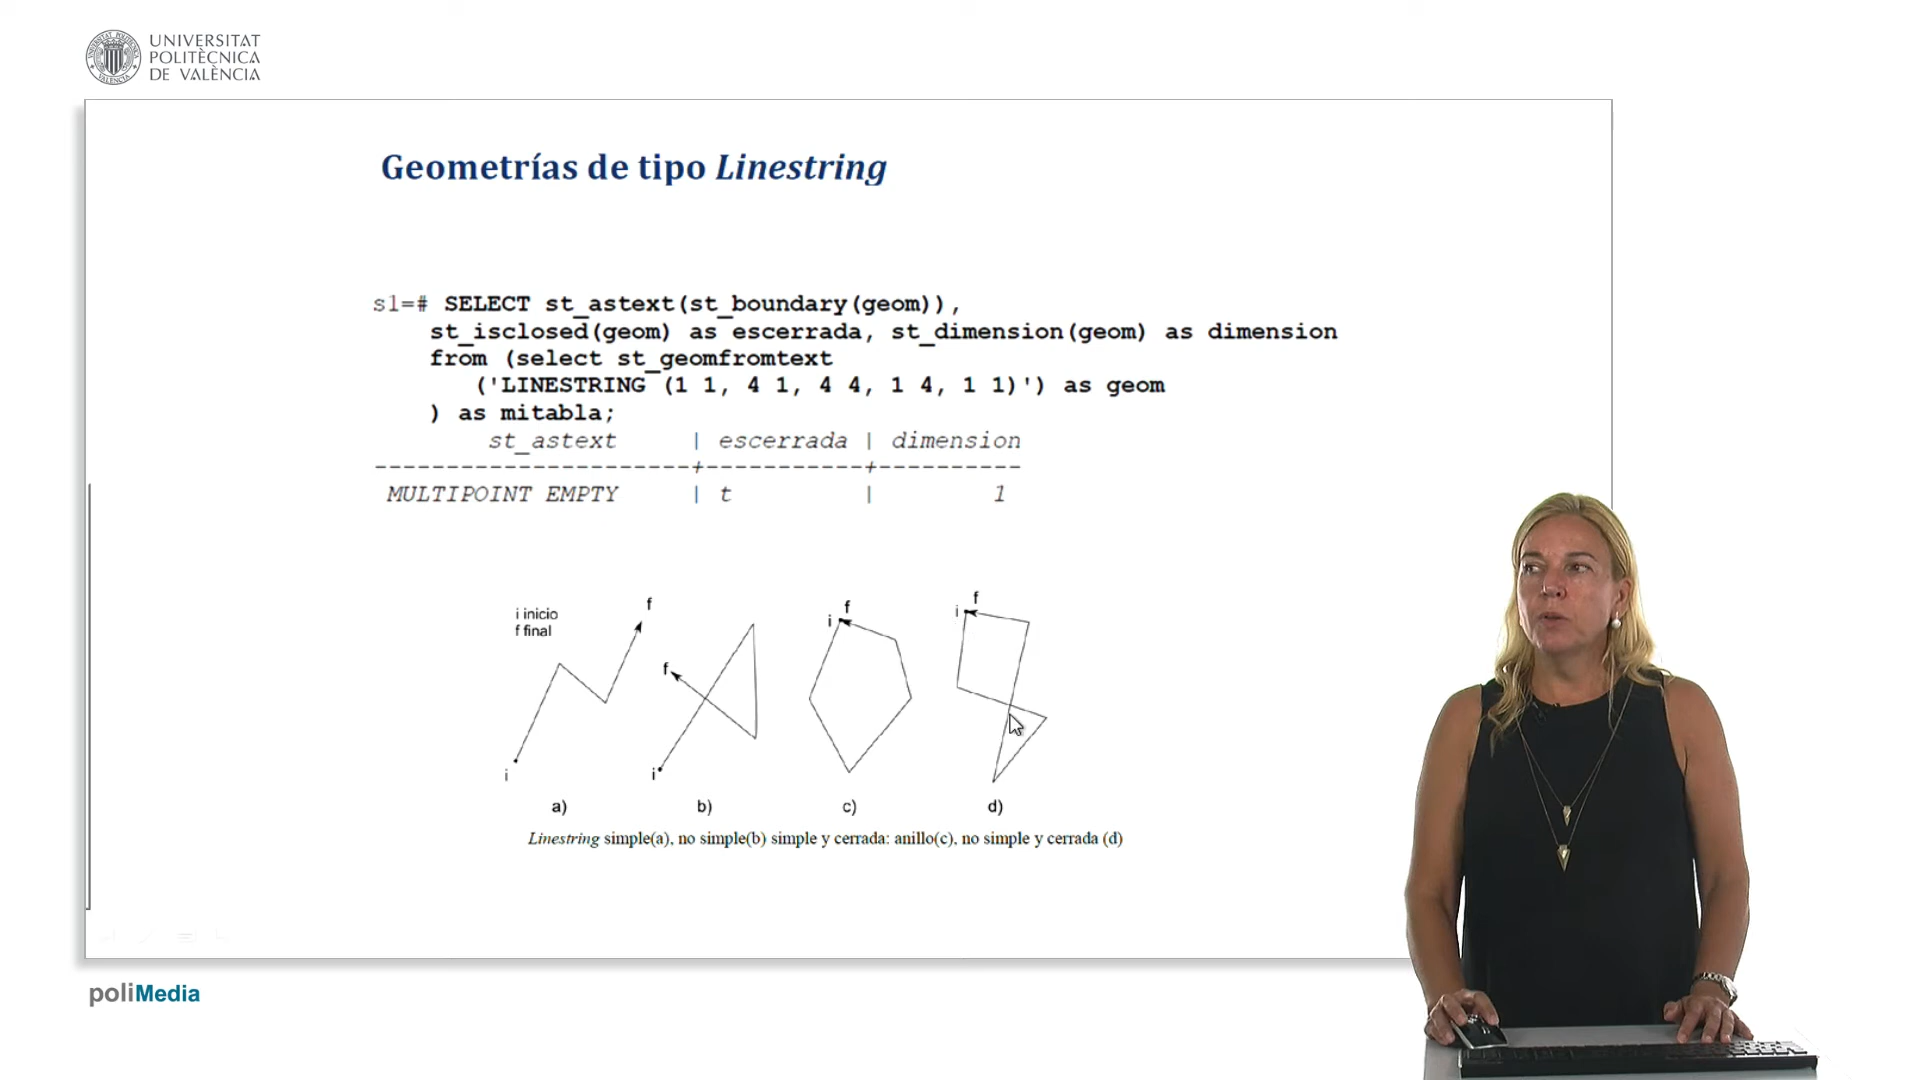 UNIVERSITAT
POLITÈCNICA
DE VALÈNCIA
Geometrías de tipo Linestring
s1=# SELECT st_astext(st_boundary(geom)),
st_isclosed(geom) as escerrada, st_dimension(geom) as dimension
from (select st_geomfromtext
('LINESTRING (1 1, 4 1, 4 4, 1 4, 1 1)') as geom
) as mitabla;
st_astext | escerrada | dimension
----------------------+-----------+----------
MULTIPOINT EMPTY | t | 1
i inicio
f final
f
i
f
i
f
i
f
i
a) b) c) d)
Linestring simple(a), no simple(b) simple y cerrada: anillo(c), no simple y cerrada (d)
poliMedia